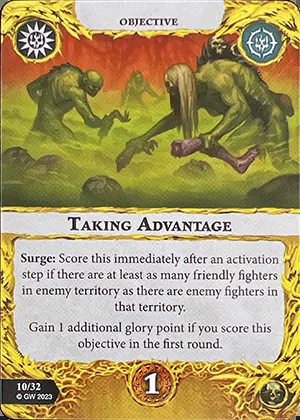 OBJECTIVE
TAKING ADVANTAGE
Surge: Score this immediately after an activation
step if there are at least as many friendly fighters
in enemy territory as there are enemy fighters in
that territory.
Gain 1 additional glory point if you score this
objective in the first round.
10/32
© GW 2023
1